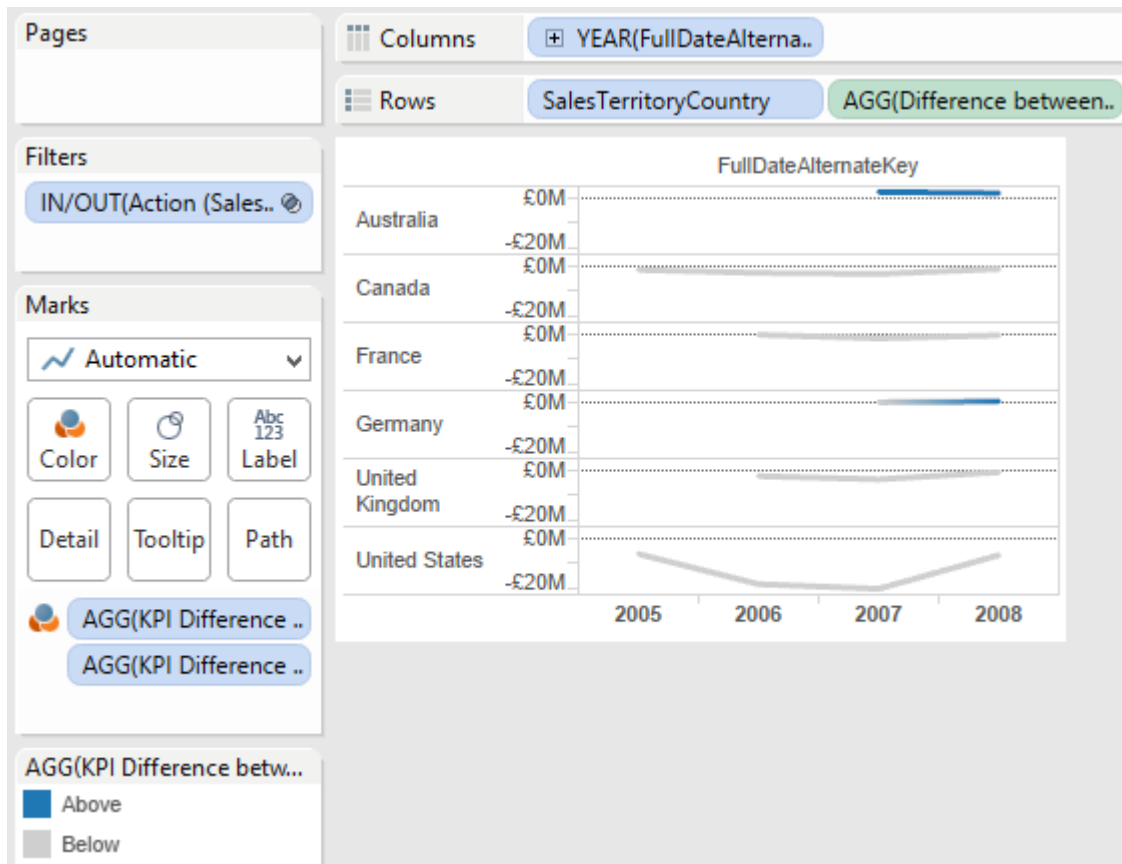 Pages
Columns
YEAR(FullDateAlterna..
Rows
SalesTerritoryCountry
AGG(Difference between..
Filters
IN/OUT(Action (Sales..
Marks
Automatic
Color
Size
Abc
123
Label
Detail
Tooltip
Path
AGG(KPI Difference ..
AGG(KPI Difference ..
AGG(KPI Difference betw...
Above
Below
FullDateAlternateKey
Australia
£0M
-£20M
Canada
£0M
-£20M
France
£0M
-£20M
Germany
£0M
-£20M
United
Kingdom
£0M
-£20M
United States
£0M
-£20M
2005 2006 2007 2008